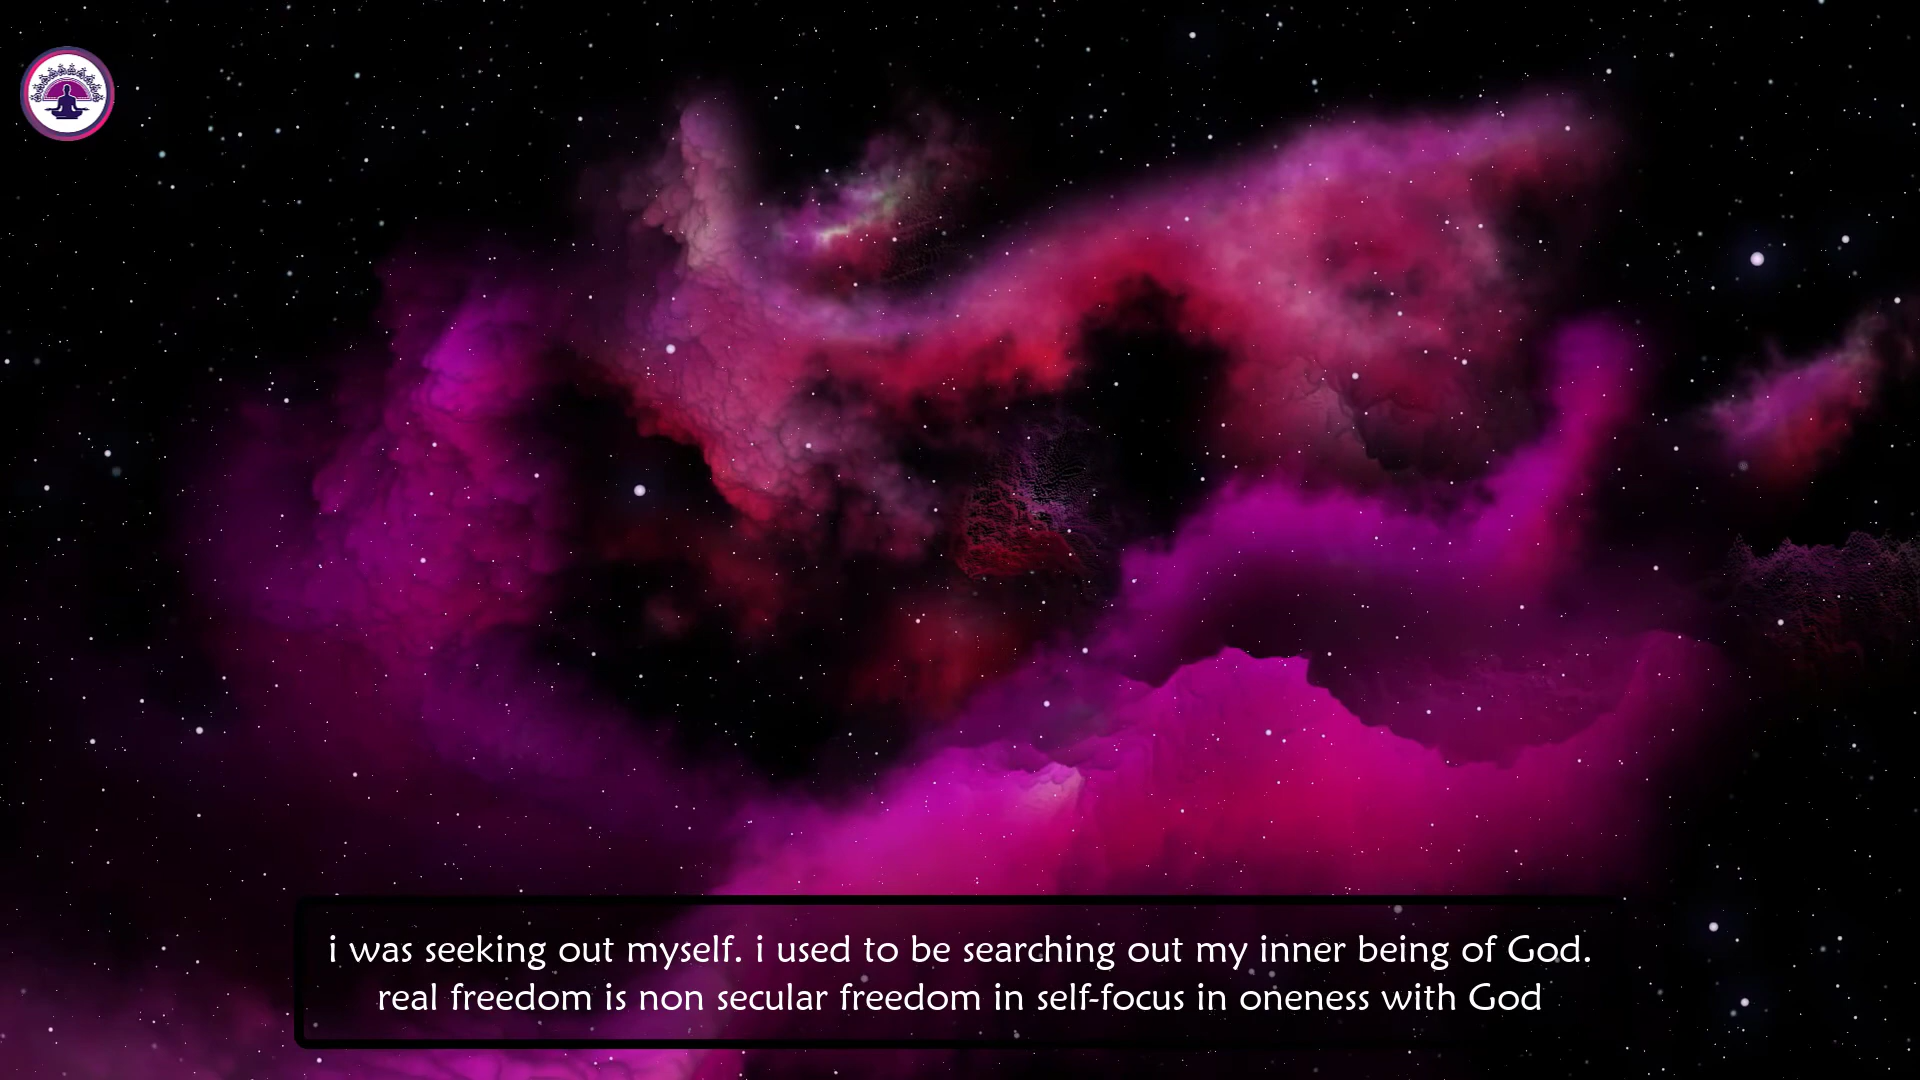 i was seeking out myself. i used to be searching out my inner being of God.
real freedom is non secular freedom in self-focus in oneness with God